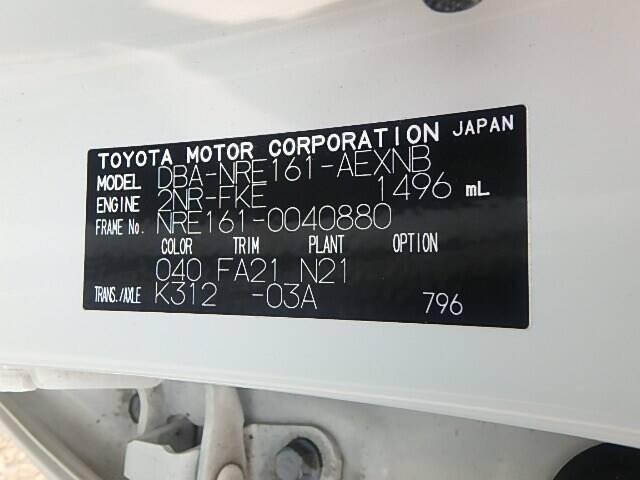 TOYOTA MOTOR CORPORATION JAPAN
MODEL DBA-NRE161-AEXNB
ENGINE 2NR-FKE 1496 mL
FRAME No. NRE161-0040880
COLOR TRIM PLANT OPTION
040 FA21 N21
TRANS./AXLE K312 -03A
796